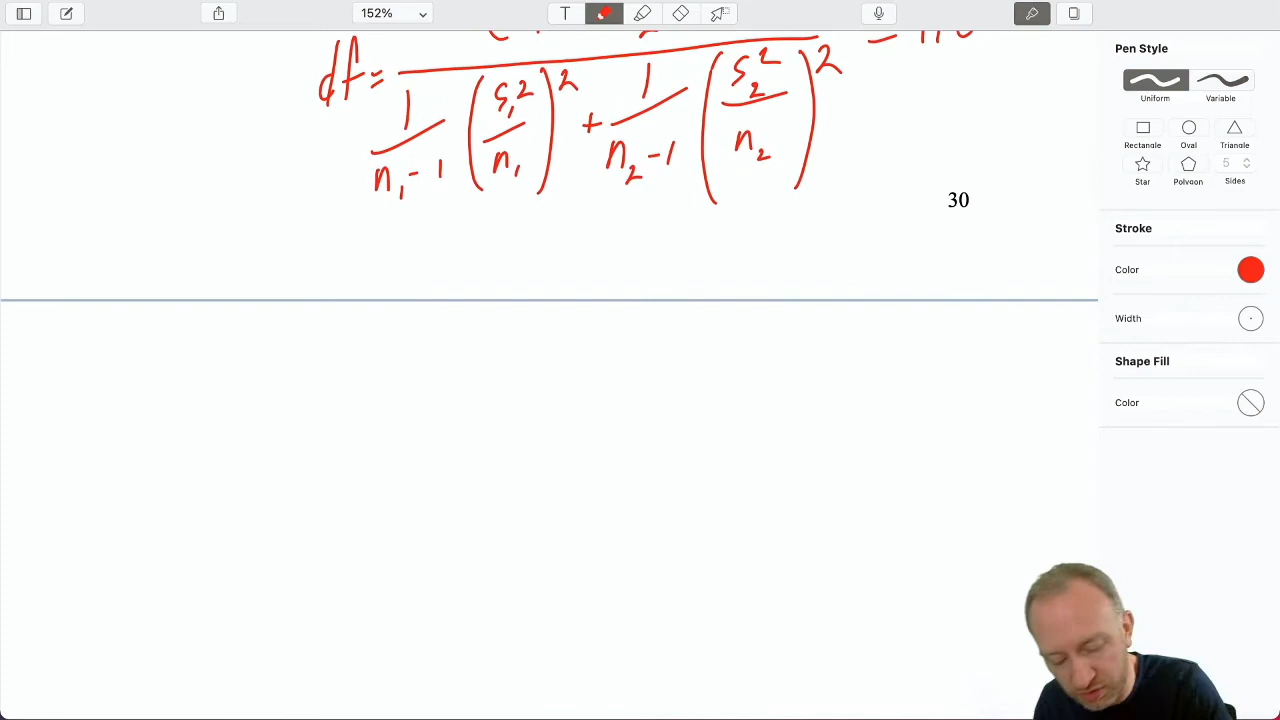 152%
T
df =
1/(n₁-1) (s₁²/n₁)² + 1/(n₂-1) (s₂²/n₂)²
30
Pen Style
Uniform Variable
Rectangle Oval Triangle
5
Star Polygon Sides
Stroke
Color
Width
Shape Fill
Color